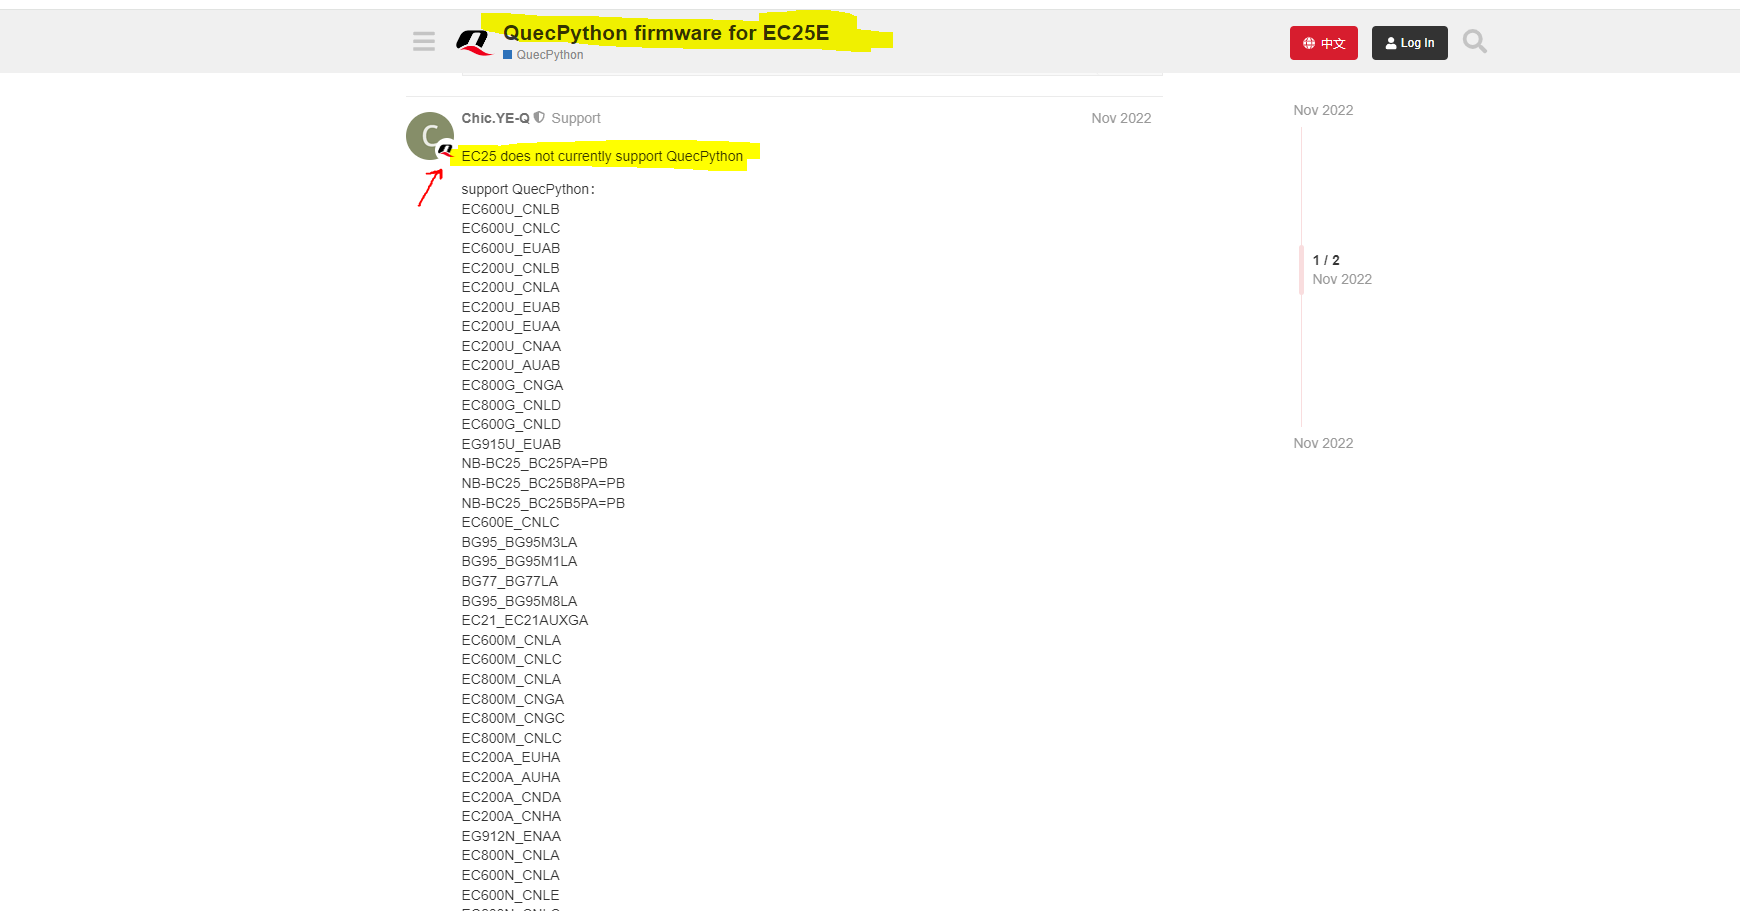 QuecPython firmware for EC25E
QuecPython
中文
Log In
Chic.YE-Q Support
Nov 2022
EC25 does not currently support QuecPython
support QuecPython：
EC600U_CNLB
EC600U_CNLC
EC600U_EUAB
EC200U_CNLB
EC200U_CNLA
EC200U_EUAB
EC200U_EUAA
EC200U_CNAA
EC200U_AUAB
EC800G_CNGA
EC800G_CNLD
EC600G_CNLD
EG915U_EUAB
NB-BC25_BC25PA=PB
NB-BC25_BC25B8PA=PB
NB-BC25_BC25B5PA=PB
EC600E_CNLC
BG95_BG95M3LA
BG95_BG95M1LA
BG77_BG77LA
BG95_BG95M8LA
EC21_EC21AUXGA
EC600M_CNLA
EC600M_CNLC
EC800M_CNLA
EC800M_CNGA
EC800M_CNGC
EC800M_CNLC
EC200A_EUHA
EC200A_AUHA
EC200A_CNDA
EC200A_CNHA
EG912N_ENAA
EC800N_CNLA
EC600N_CNLA
EC600N_CNLE
Nov 2022
1 / 2
Nov 2022
Nov 2022
C